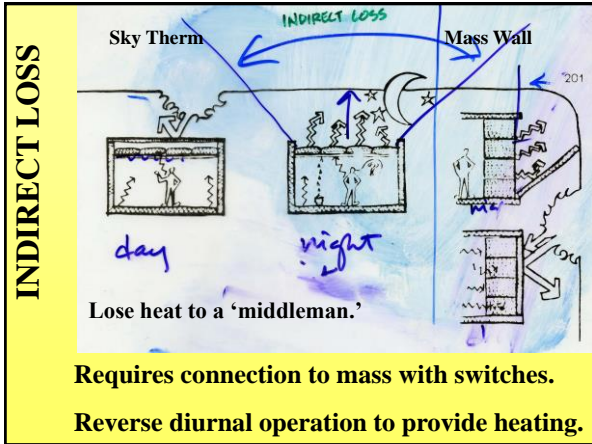 INDIRECT LOSS
INDIRECT LOSS
Sky Therm
Mass Wall
201
day
night
Lose heat to a ‘middleman.’
Requires connection to mass with switches.
Reverse diurnal operation to provide heating.